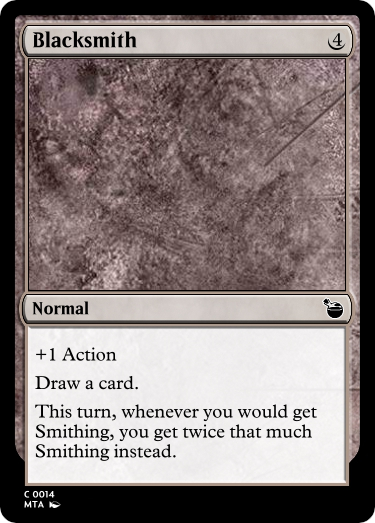 Blacksmith 4
Normal
+1 Action
Draw a card.
This turn, whenever you would get
Smithing, you get twice that much
Smithing instead.
C 0014
MTA